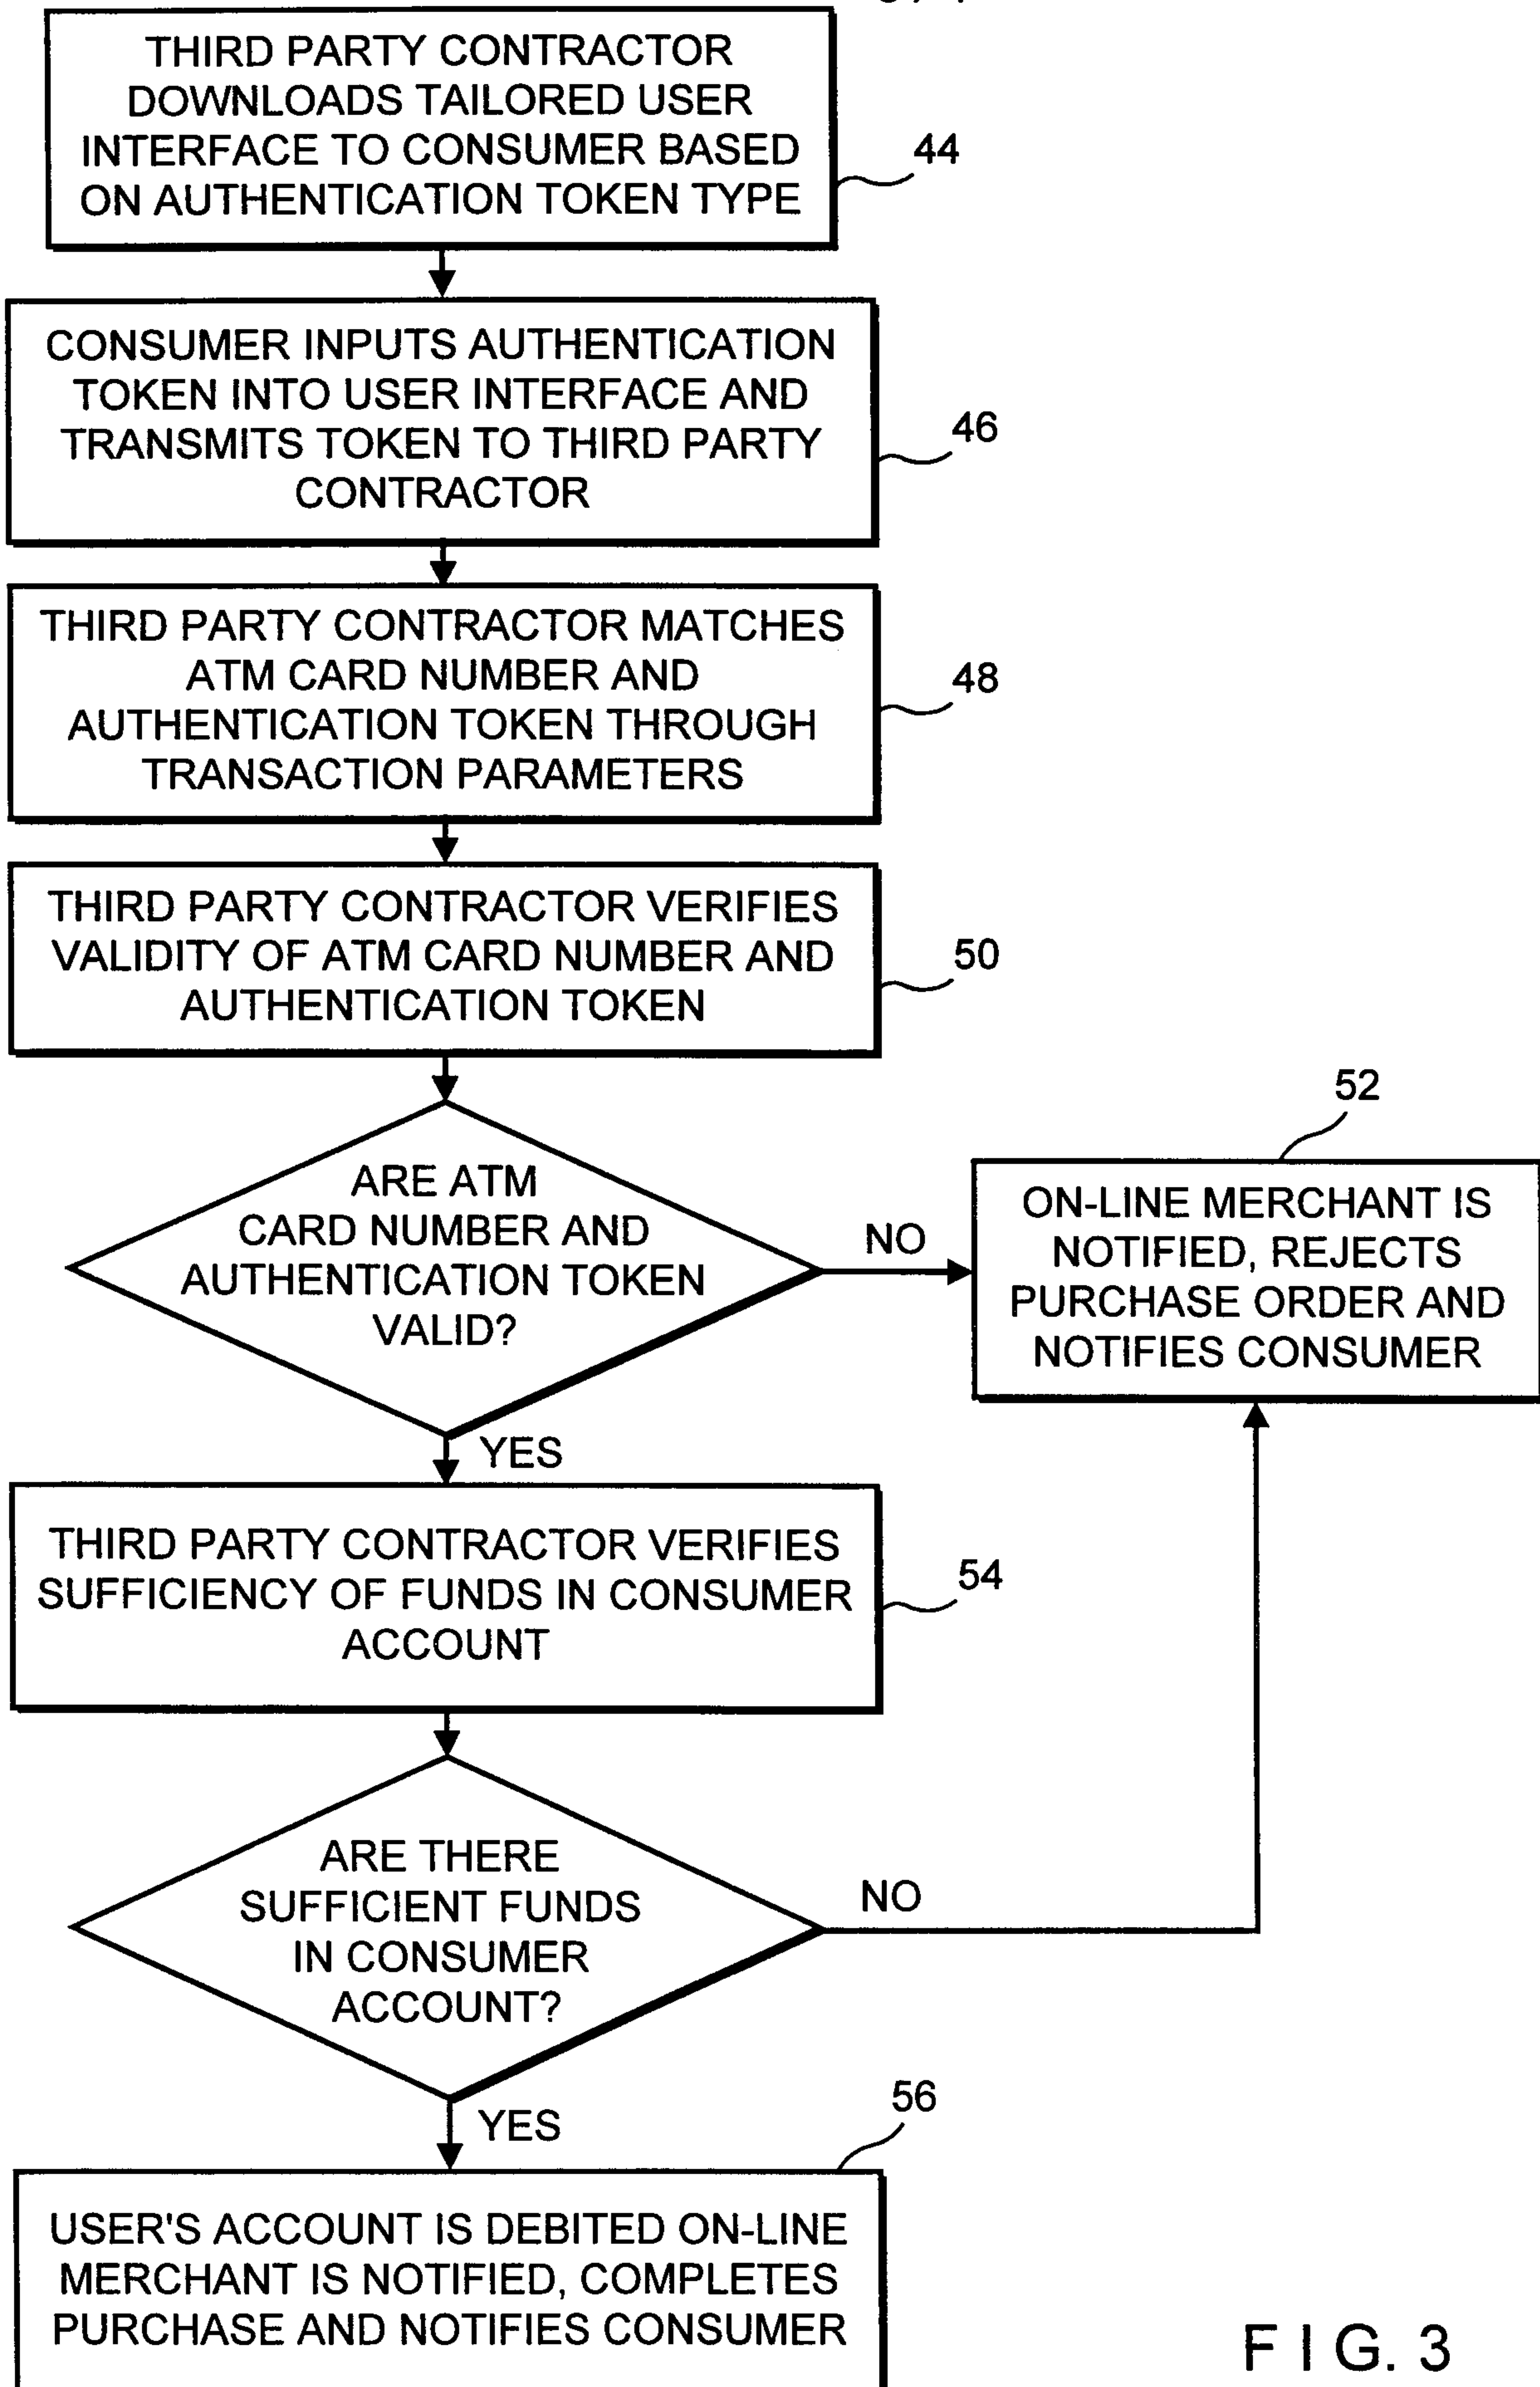 THIRD PARTY CONTRACTOR
DOWNLOADS TAILORED USER
INTERFACE TO CONSUMER BASED
ON AUTHENTICATION TOKEN TYPE
44
CONSUMER INPUTS AUTHENTICATION
TOKEN INTO USER INTERFACE AND
TRANSMITS TOKEN TO THIRD PARTY
CONTRACTOR
46
THIRD PARTY CONTRACTOR MATCHES
ATM CARD NUMBER AND
AUTHENTICATION TOKEN THROUGH
TRANSACTION PARAMETERS
48
THIRD PARTY CONTRACTOR VERIFIES
VALIDITY OF ATM CARD NUMBER AND
AUTHENTICATION TOKEN
50
ARE ATM
CARD NUMBER AND
AUTHENTICATION TOKEN
VALID?
NO
52
ON-LINE MERCHANT IS
NOTIFIED, REJECTS
PURCHASE ORDER AND
NOTIFIES CONSUMER
YES
THIRD PARTY CONTRACTOR VERIFIES
SUFFICIENCY OF FUNDS IN CONSUMER
ACCOUNT
54
ARE THERE
SUFFICIENT FUNDS
IN CONSUMER
ACCOUNT?
NO
YES
56
USER'S ACCOUNT IS DEBITED ON-LINE
MERCHANT IS NOTIFIED, COMPLETES
PURCHASE AND NOTIFIES CONSUMER
FIG. 3